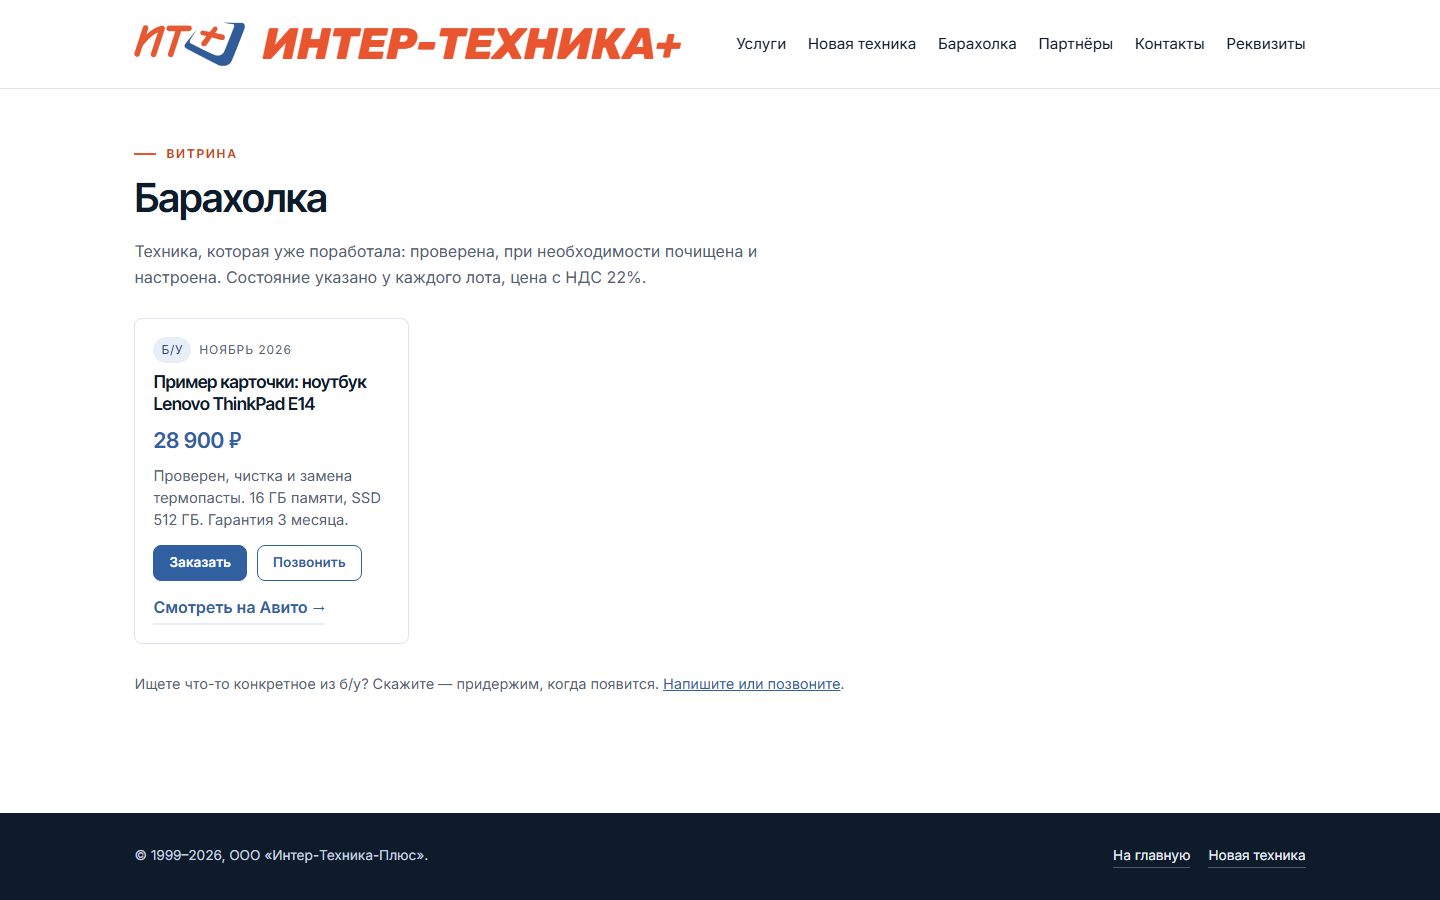 ИТ+ ИНТЕР-ТЕХНИКА+
Услуги Новая техника Барахолка Партнёры Контакты Реквизиты
ВИТРИНА
Барахолка
Техника, которая уже поработала: проверена, при необходимости почищена и
настроена. Состояние указано у каждого лота, цена с НДС 22%.
Б/У НОЯБРЬ 2026
Пример карточки: ноутбук
Lenovo ThinkPad E14
28 900 ₽
Проверен, чистка и замена
термопасты. 16 ГБ памяти, SSD
512 ГБ. Гарантия 3 месяца.
Заказать Позвонить
Смотреть на Авито →
Ищете что-то конкретное из б/у? Скажите — придержим, когда появится. Напишите или позвоните.
© 1999–2026, ООО «Интер-Техника-Плюс».
На главную Новая техника